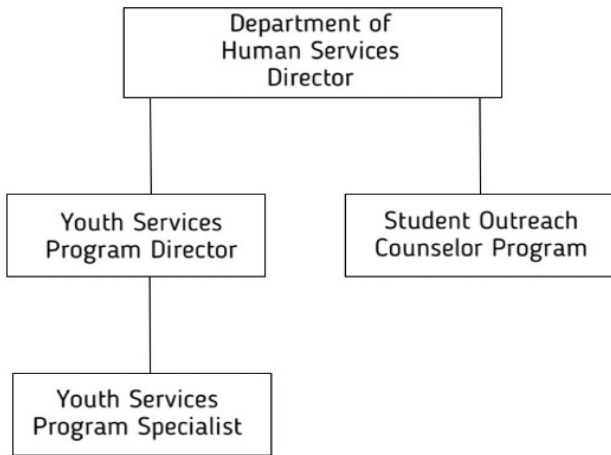 Department of
Human Services
Director
Youth Services
Program Director
Student Outreach
Counselor Program
Youth Services
Program Specialist